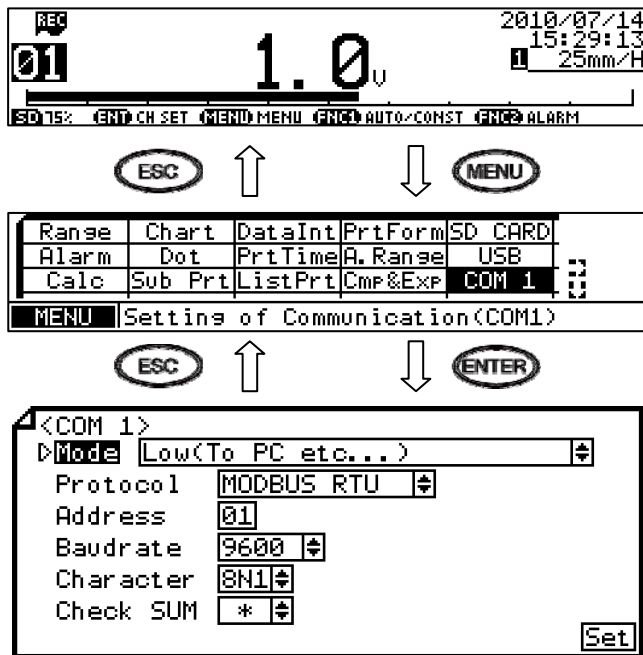 REC
2010/07/14
15:29:13
01 1.0V 1 25mm/H
SD 75% ENT CH SET MENU MENU FNC1 AUTO/CONST FNC2 ALARM
ESC MENU
Range Chart DataInt PrtForm SD CARD
Alarm Dot PrtTime A.Range USB
Calc Sub Prt ListPrt Cmp&Exp COM 1
MENU Setting of Communication(COM1)
ESC ENTER
<COM 1>
Mode Low(To PC etc...)
Protocol MODBUS RTU
Address 01
Baudrate 9600
Character 8N1
Check SUM *
Set